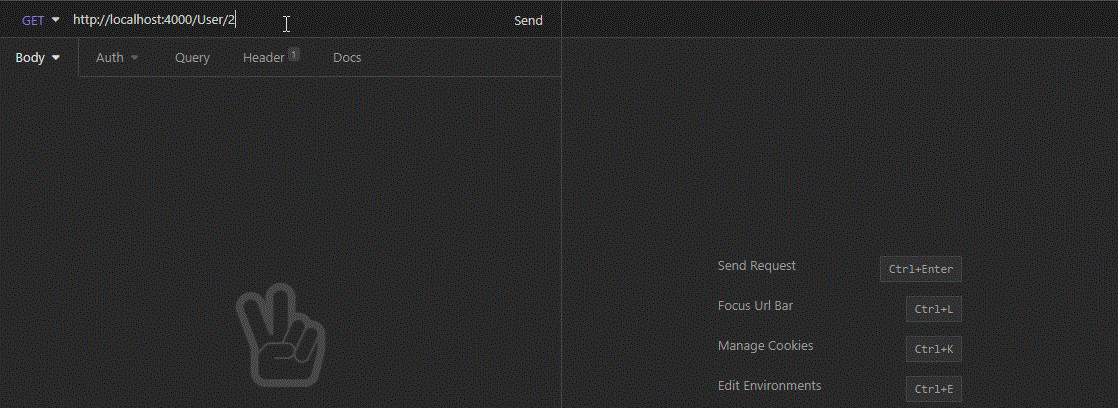 GET http://localhost:4000/User/2 Send
Body Auth Query Header 1 Docs
Send Request Ctrl+Enter
Focus Url Bar Ctrl+L
Manage Cookies Ctrl+K
Edit Environments Ctrl+E